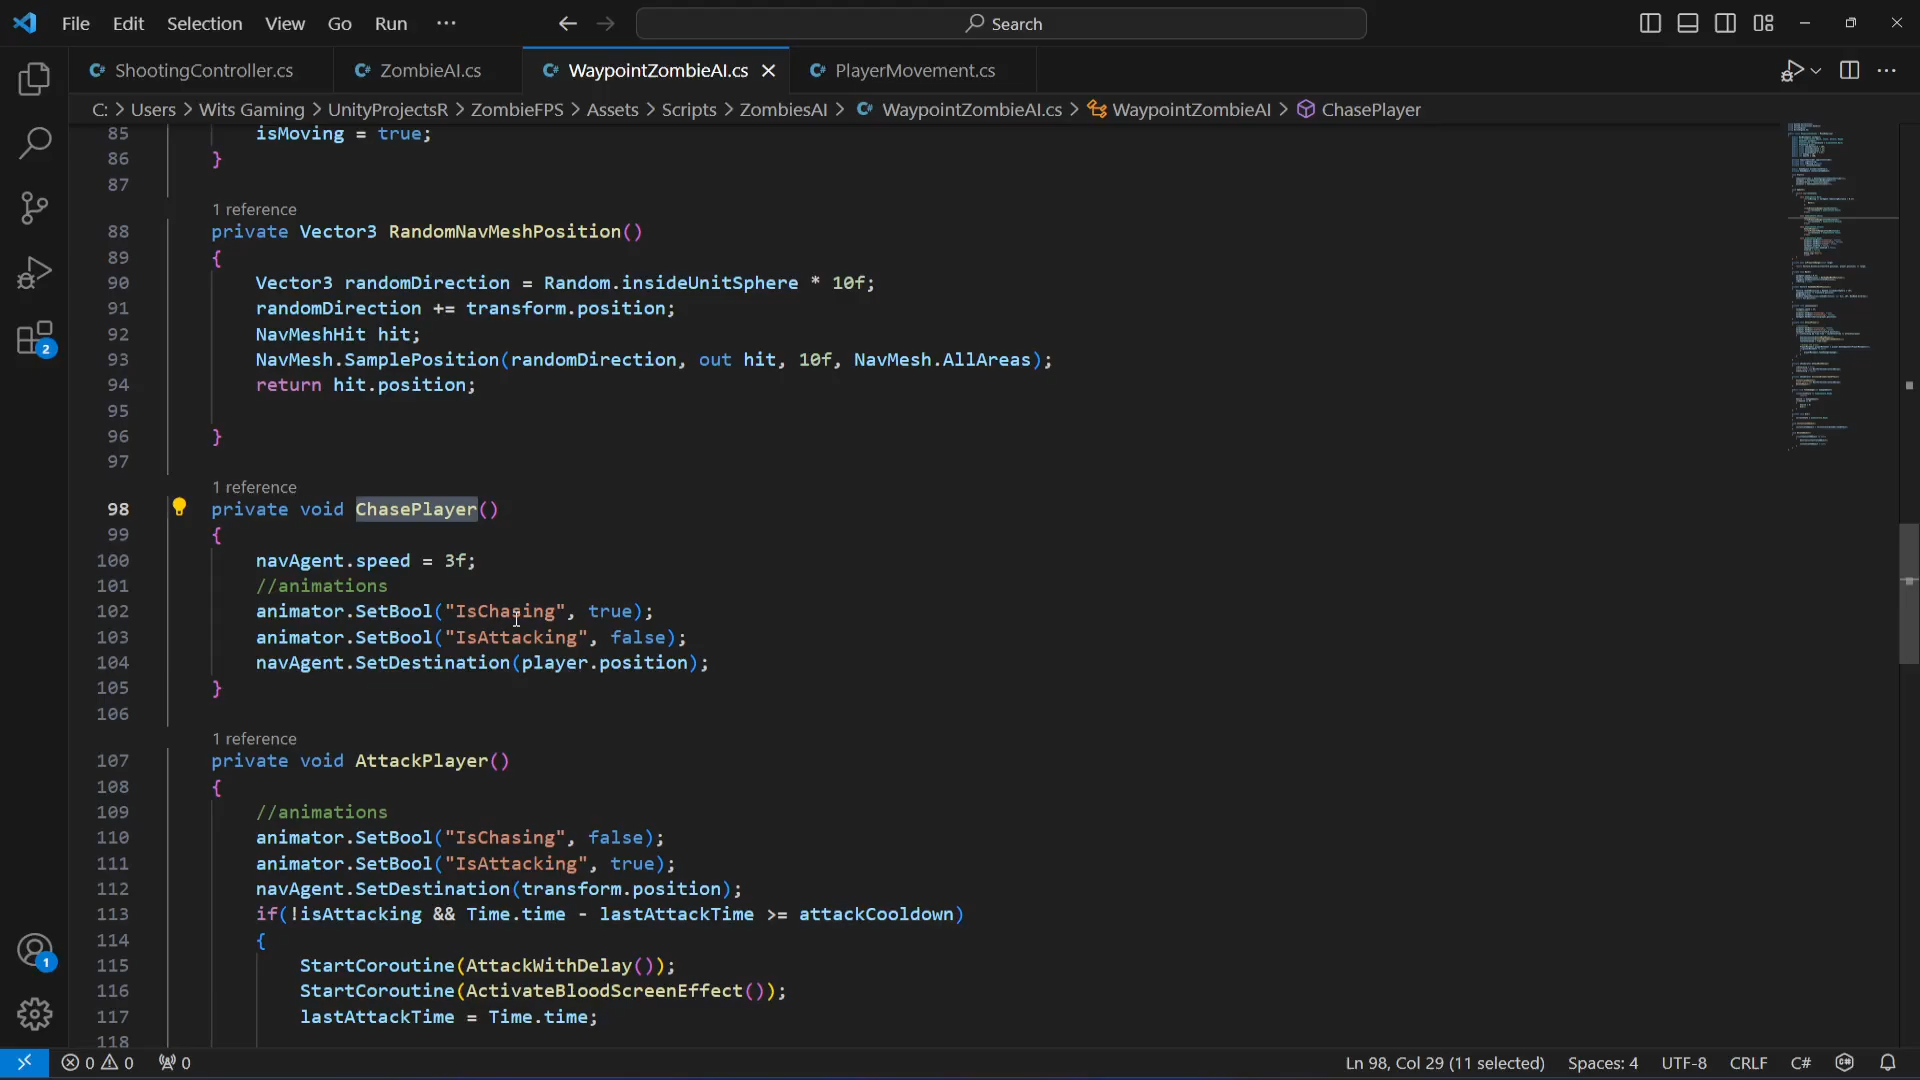 File Edit Selection View Go Run ··· Search
ShootingController.cs ZombieAI.cs WaypointZombieAI.cs PlayerMovement.cs
C: > Users > Wits Gaming > UnityProjectsR > ZombieFPS > Assets > Scripts > ZombiesAI > WaypointZombieAI.cs > WaypointZombieAI > ChasePlayer
85 isMoving = true;
86 }
87
1 reference
88 private Vector3 RandomNavMeshPosition()
89 {
90 Vector3 randomDirection = Random.insideUnitSphere * 10f;
91 randomDirection += transform.position;
92 NavMeshHit hit;
93 NavMesh.SamplePosition(randomDirection, out hit, 10f, NavMesh.AllAreas);
94 return hit.position;
95
96 }
97
1 reference
98 private void ChasePlayer()
99 {
100 navAgent.speed = 3f;
101 //animations
102 animator.SetBool("IsChasing", true);
103 animator.SetBool("IsAttacking", false);
104 navAgent.SetDestination(player.position);
105 }
106
1 reference
107 private void AttackPlayer()
108 {
109 //animations
110 animator.SetBool("IsChasing", false);
111 animator.SetBool("IsAttacking", true);
112 navAgent.SetDestination(transform.position);
113 if(!isAttacking && Time.time - lastAttackTime >= attackCooldown)
114 {
115 StartCoroutine(AttackWithDelay());
116 StartCoroutine(ActivateBloodScreenEffect());
117 lastAttackTime = Time.time;
118
2
1
0 0 0 Ln 98, Col 29 (11 selected) Spaces: 4 UTF-8 CRLF C#